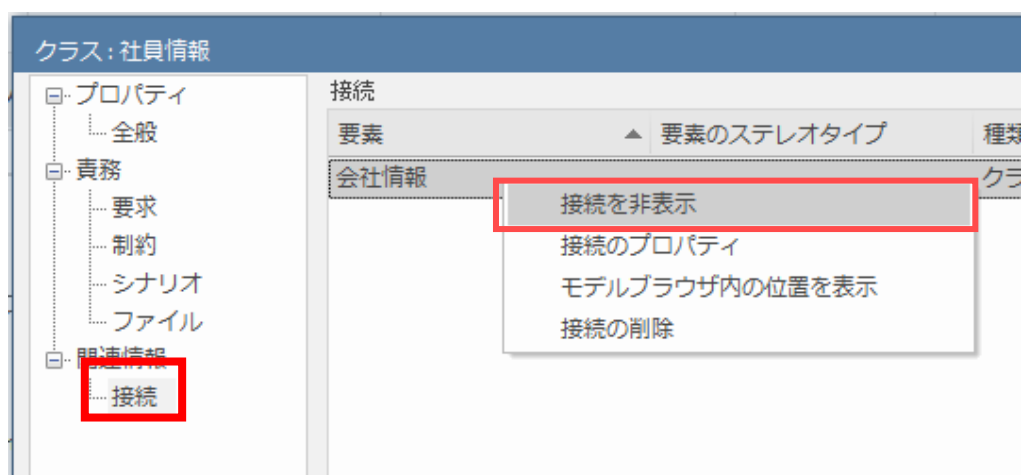 クラス : 社員情報
プロパティ
全般
責務
要求
制約
シナリオ
ファイル
関連情報
接続
接続
要素 要素のステレオタイプ 種類
会社情報 クラ
接続を非表示
接続のプロパティ
モデルブラウザ内の位置を表示
接続の削除